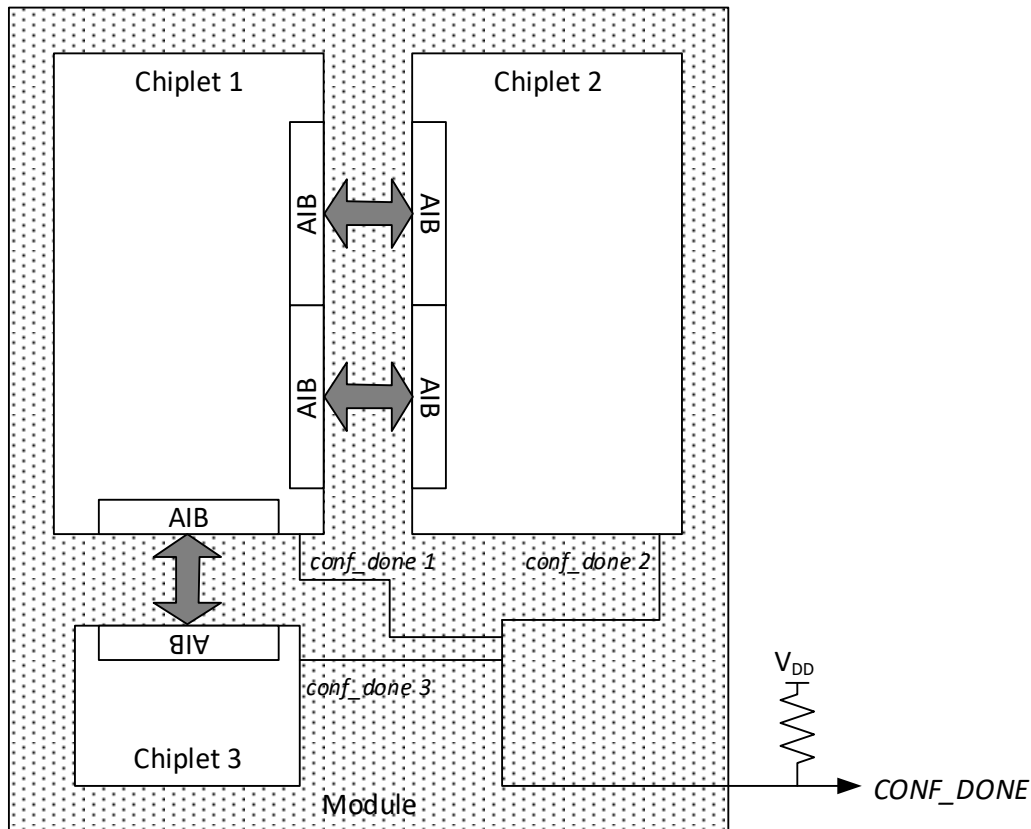 Chiplet 1
Chiplet 2
AIB
AIB
AIB
AIB
AIB
conf_done 1
conf_done 2
AIB
conf_done 3
V_DD
Chiplet 3
CONF_DONE
Module